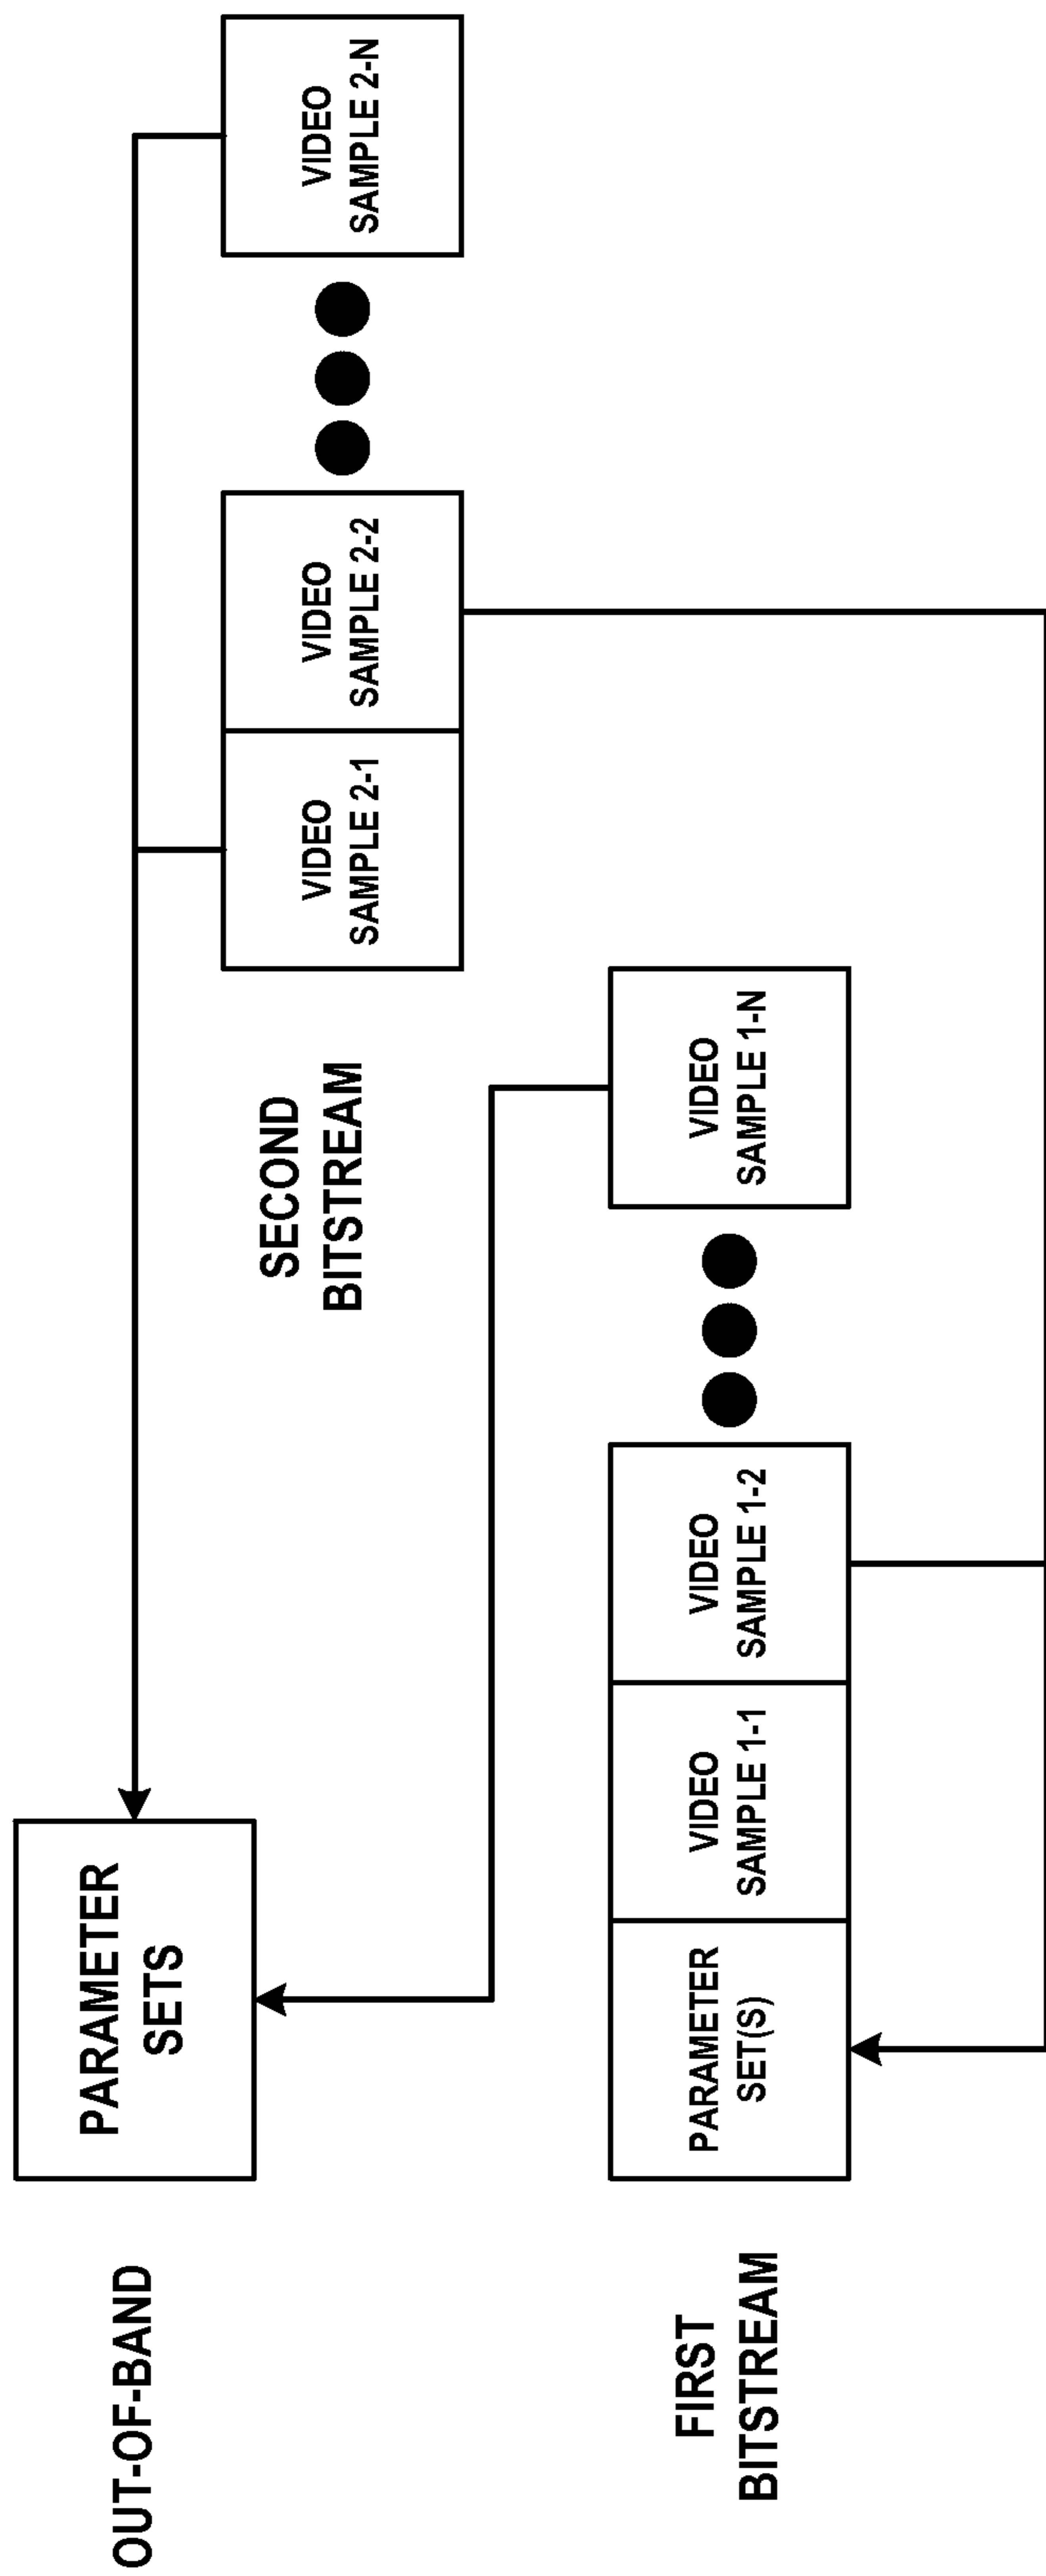 OUT-OF-BAND
PARAMETER
SETS
SECOND
BITSTREAM
VIDEO
SAMPLE 2-1
VIDEO
SAMPLE 2-2
VIDEO
SAMPLE 2-N
FIRST
BITSTREAM
PARAMETER
SET(S)
VIDEO
SAMPLE 1-1
VIDEO
SAMPLE 1-2
VIDEO
SAMPLE 1-N